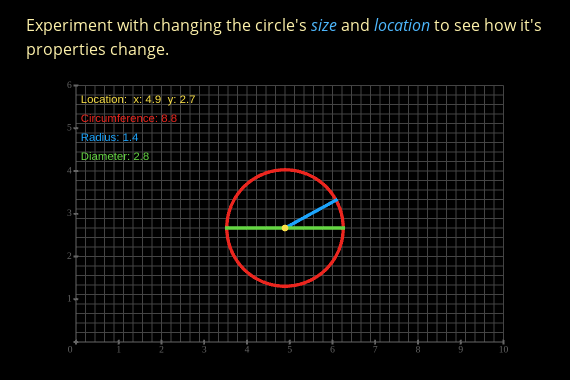 Experiment with changing the circle's size and location to see how it's
properties change.
6
Location: x: 4.9 y: 2.7
Circumference: 8.8
5
Radius: 1.4
Diameter: 2.8
4
3
2
1
0 1 2 3 4 5 6 7 8 9 10